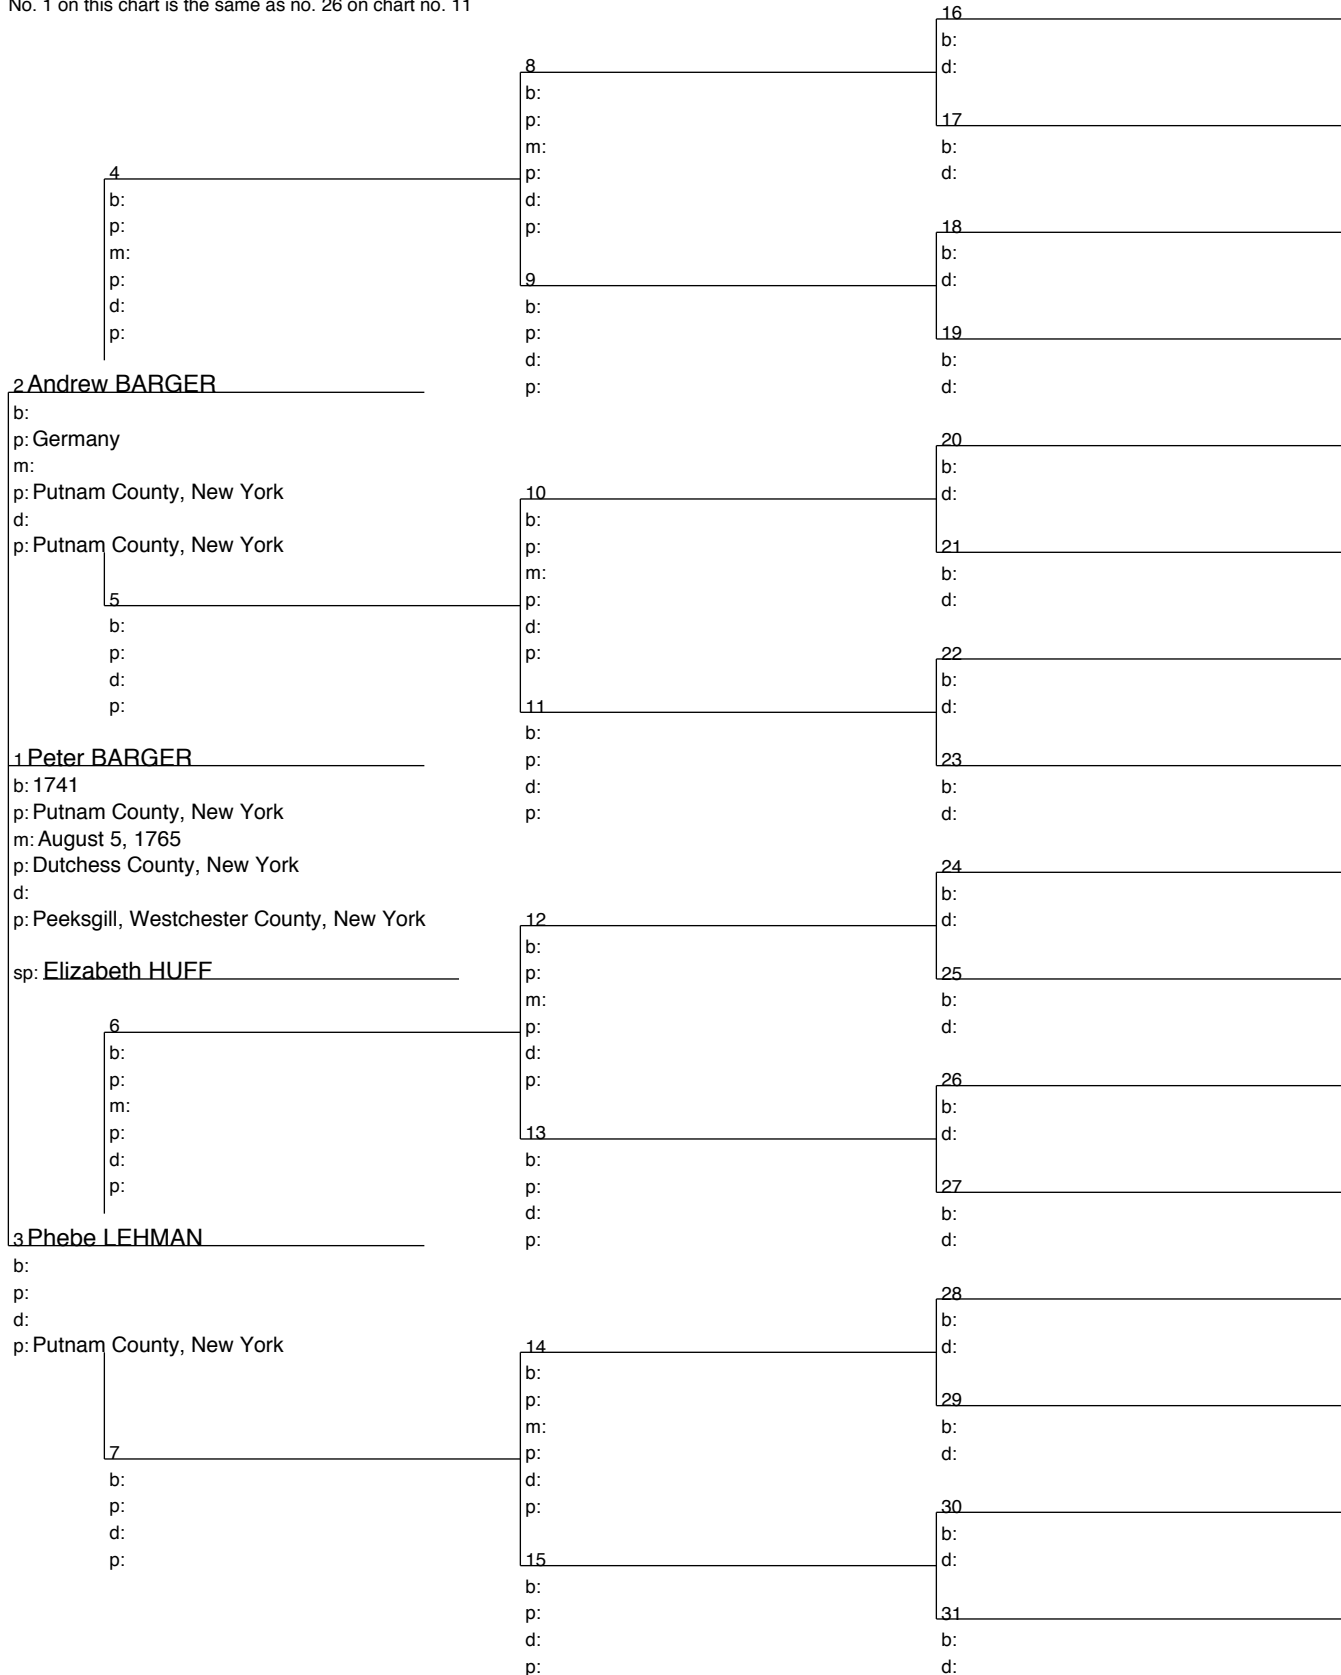 No. 1 on this chart is the same as no. 26 on chart no. 11
4
b:
p:
m:
p:
d:
p:
2 Andrew BARGER
b:
p: Germany
m:
p: Putnam County, New York
d:
p: Putnam County, New York
5
b:
p:
d:
p:
1 Peter BARGER
b: 1741
p: Putnam County, New York
m: August 5, 1765
p: Dutchess County, New York
d:
p: Peeksgill, Westchester County, New York
sp: Elizabeth HUFF
6
b:
p:
m:
p:
d:
p:
3 Phebe LEHMAN
b:
p:
d:
p: Putnam County, New York
7
b:
p:
d:
p:
8
b:
p:
m:
p:
d:
p:
9
b:
p:
d:
p:
10
b:
p:
m:
p:
d:
p:
11
b:
p:
d:
p:
12
b:
p:
m:
p:
d:
p:
13
b:
p:
d:
p:
14
b:
p:
m:
p:
d:
p:
15
b:
p:
d:
p:
16
b:
d:
17
b:
d:
18
b:
d:
19
b:
d:
20
b:
d:
21
b:
d:
22
b:
d:
23
b:
d:
24
b:
d:
25
b:
d:
26
b:
d:
27
b:
d:
28
b:
d:
29
b:
d:
30
b:
d:
31
b:
d: